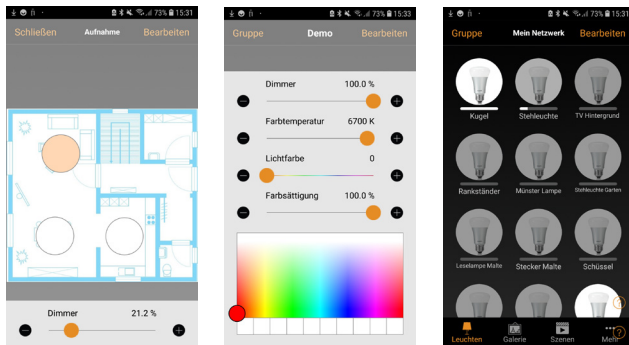 73% 15:31
Schließen Aufnahme Bearbeiten
Dimmer 21.2 %
73% 15:33
Gruppe Demo Bearbeiten
Dimmer 100.0 %
Farbtemperatur 6700 K
Lichtfarbe 0
Farbsättigung 100.0 %
73% 15:31
Gruppe Mein Netzwerk Bearbeiten
Kugel Stehleuchte TV Hintergrund
Rankständer Münster Lampe Stehleuchte Garten
Leselampe Malte Stecker Malte Schüssel
Leuchten Galerie Szenen Mehr